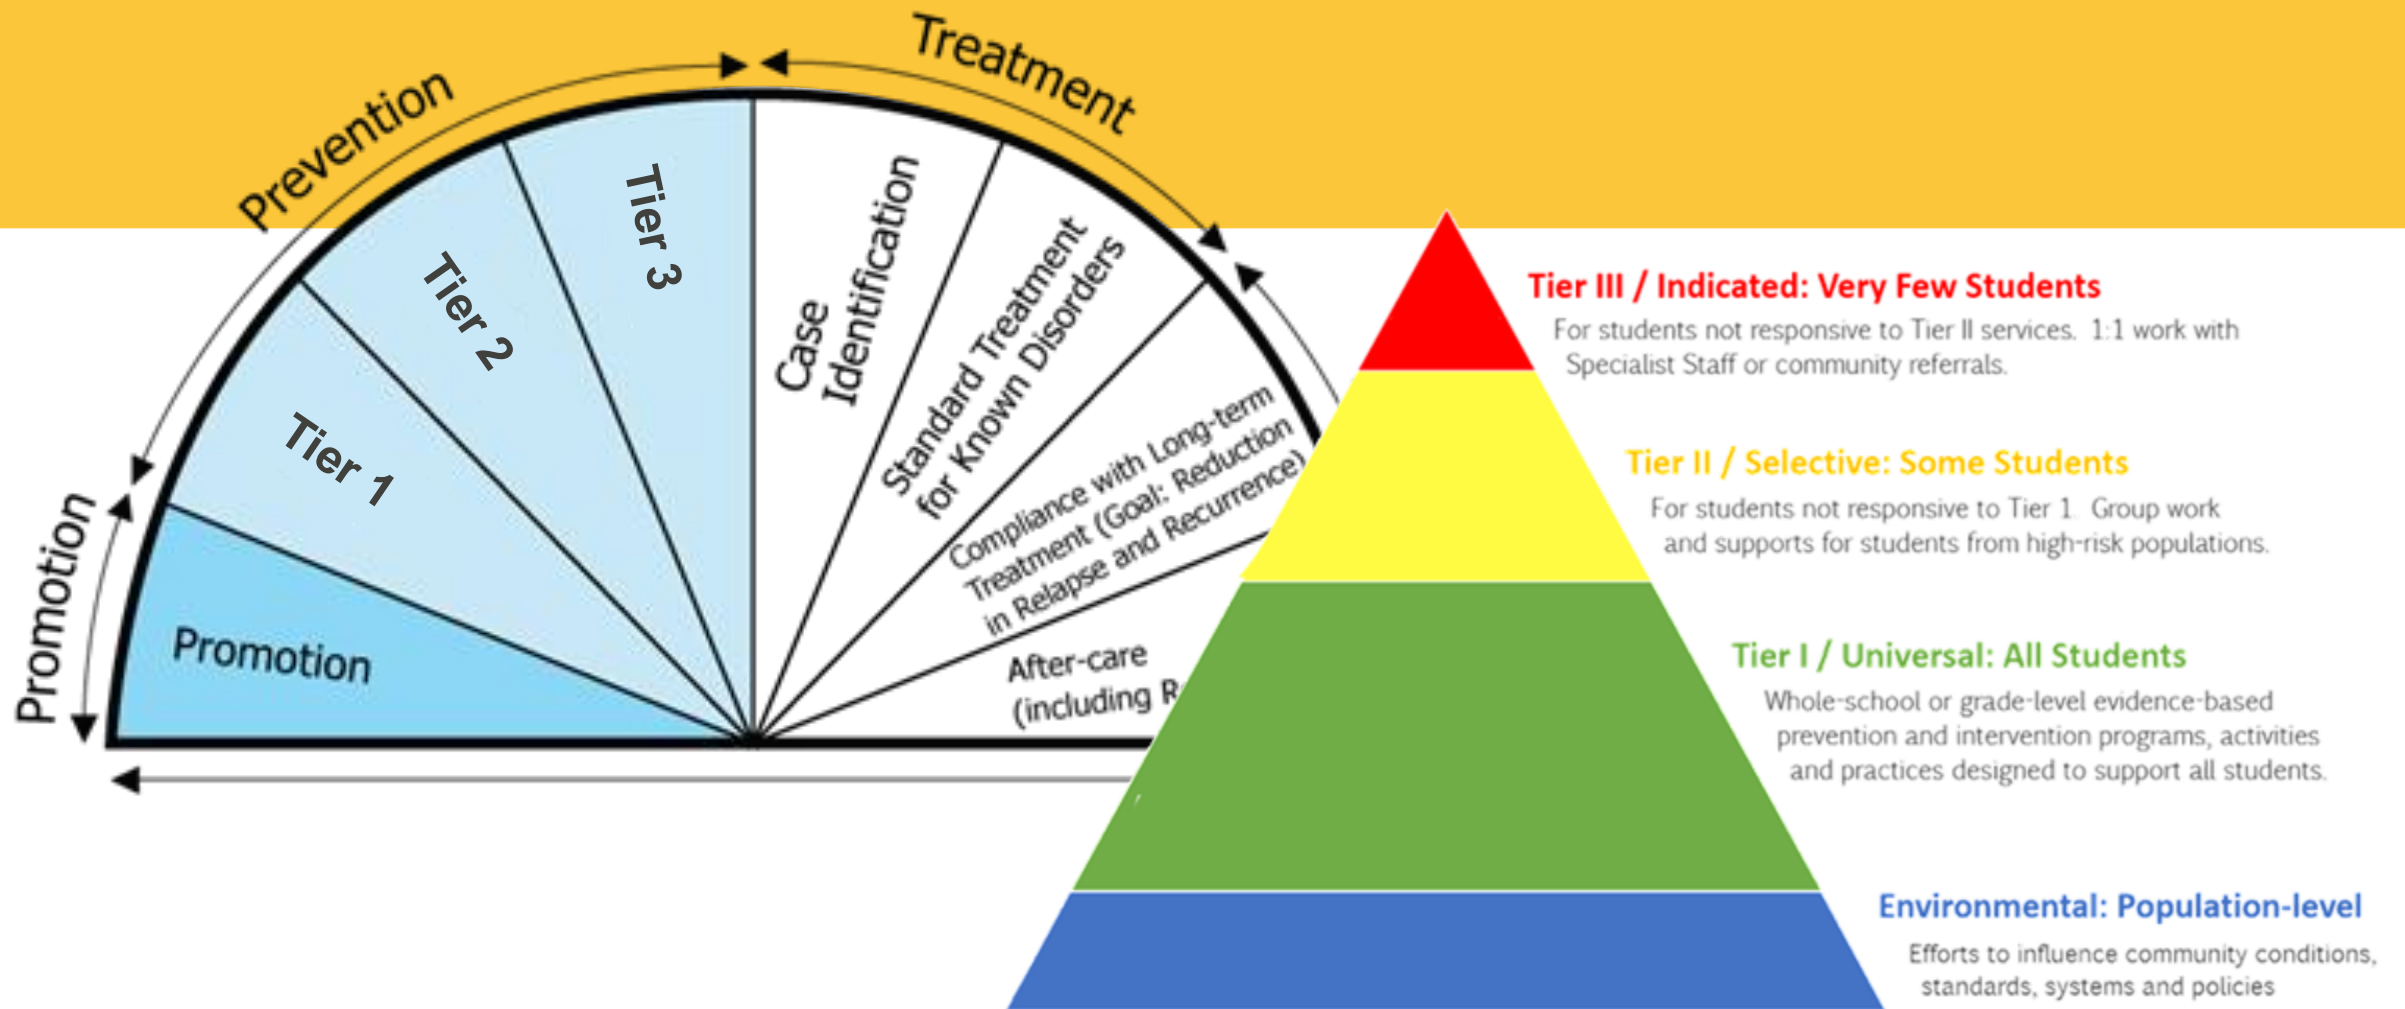 Promotion
Prevention
Treatment
Promotion
Tier 1
Tier 2
Tier 3
Case
Identification
Standard Treatment
for Known Disorders
Compliance with Long-term
Treatment (Goal: Reduction
in Relapse and Recurrence)
After-care
(including R
Tier III / Indicated: Very Few Students
For students not responsive to Tier II services. 1:1 work with
Specialist Staff or community referrals.
Tier II / Selective: Some Students
For students not responsive to Tier 1. Group work
and supports for students from high-risk populations.
Tier I / Universal: All Students
Whole-school or grade-level evidence-based
prevention and intervention programs, activities
and practices designed to support all students.
Environmental: Population-level
Efforts to influence community conditions,
standards, systems and policies